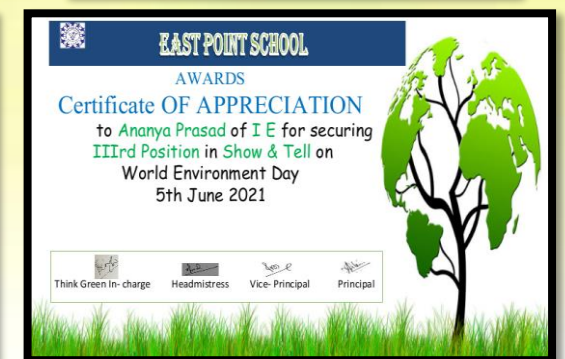 EAST POINT SCHOOL
AWARDS
Certificate OF APPRECIATION
to Ananya Prasad of I E for securing
IIIrd Position in Show & Tell on
World Environment Day
5th June 2021
Think Green In- charge Headmistress Vice- Principal Principal